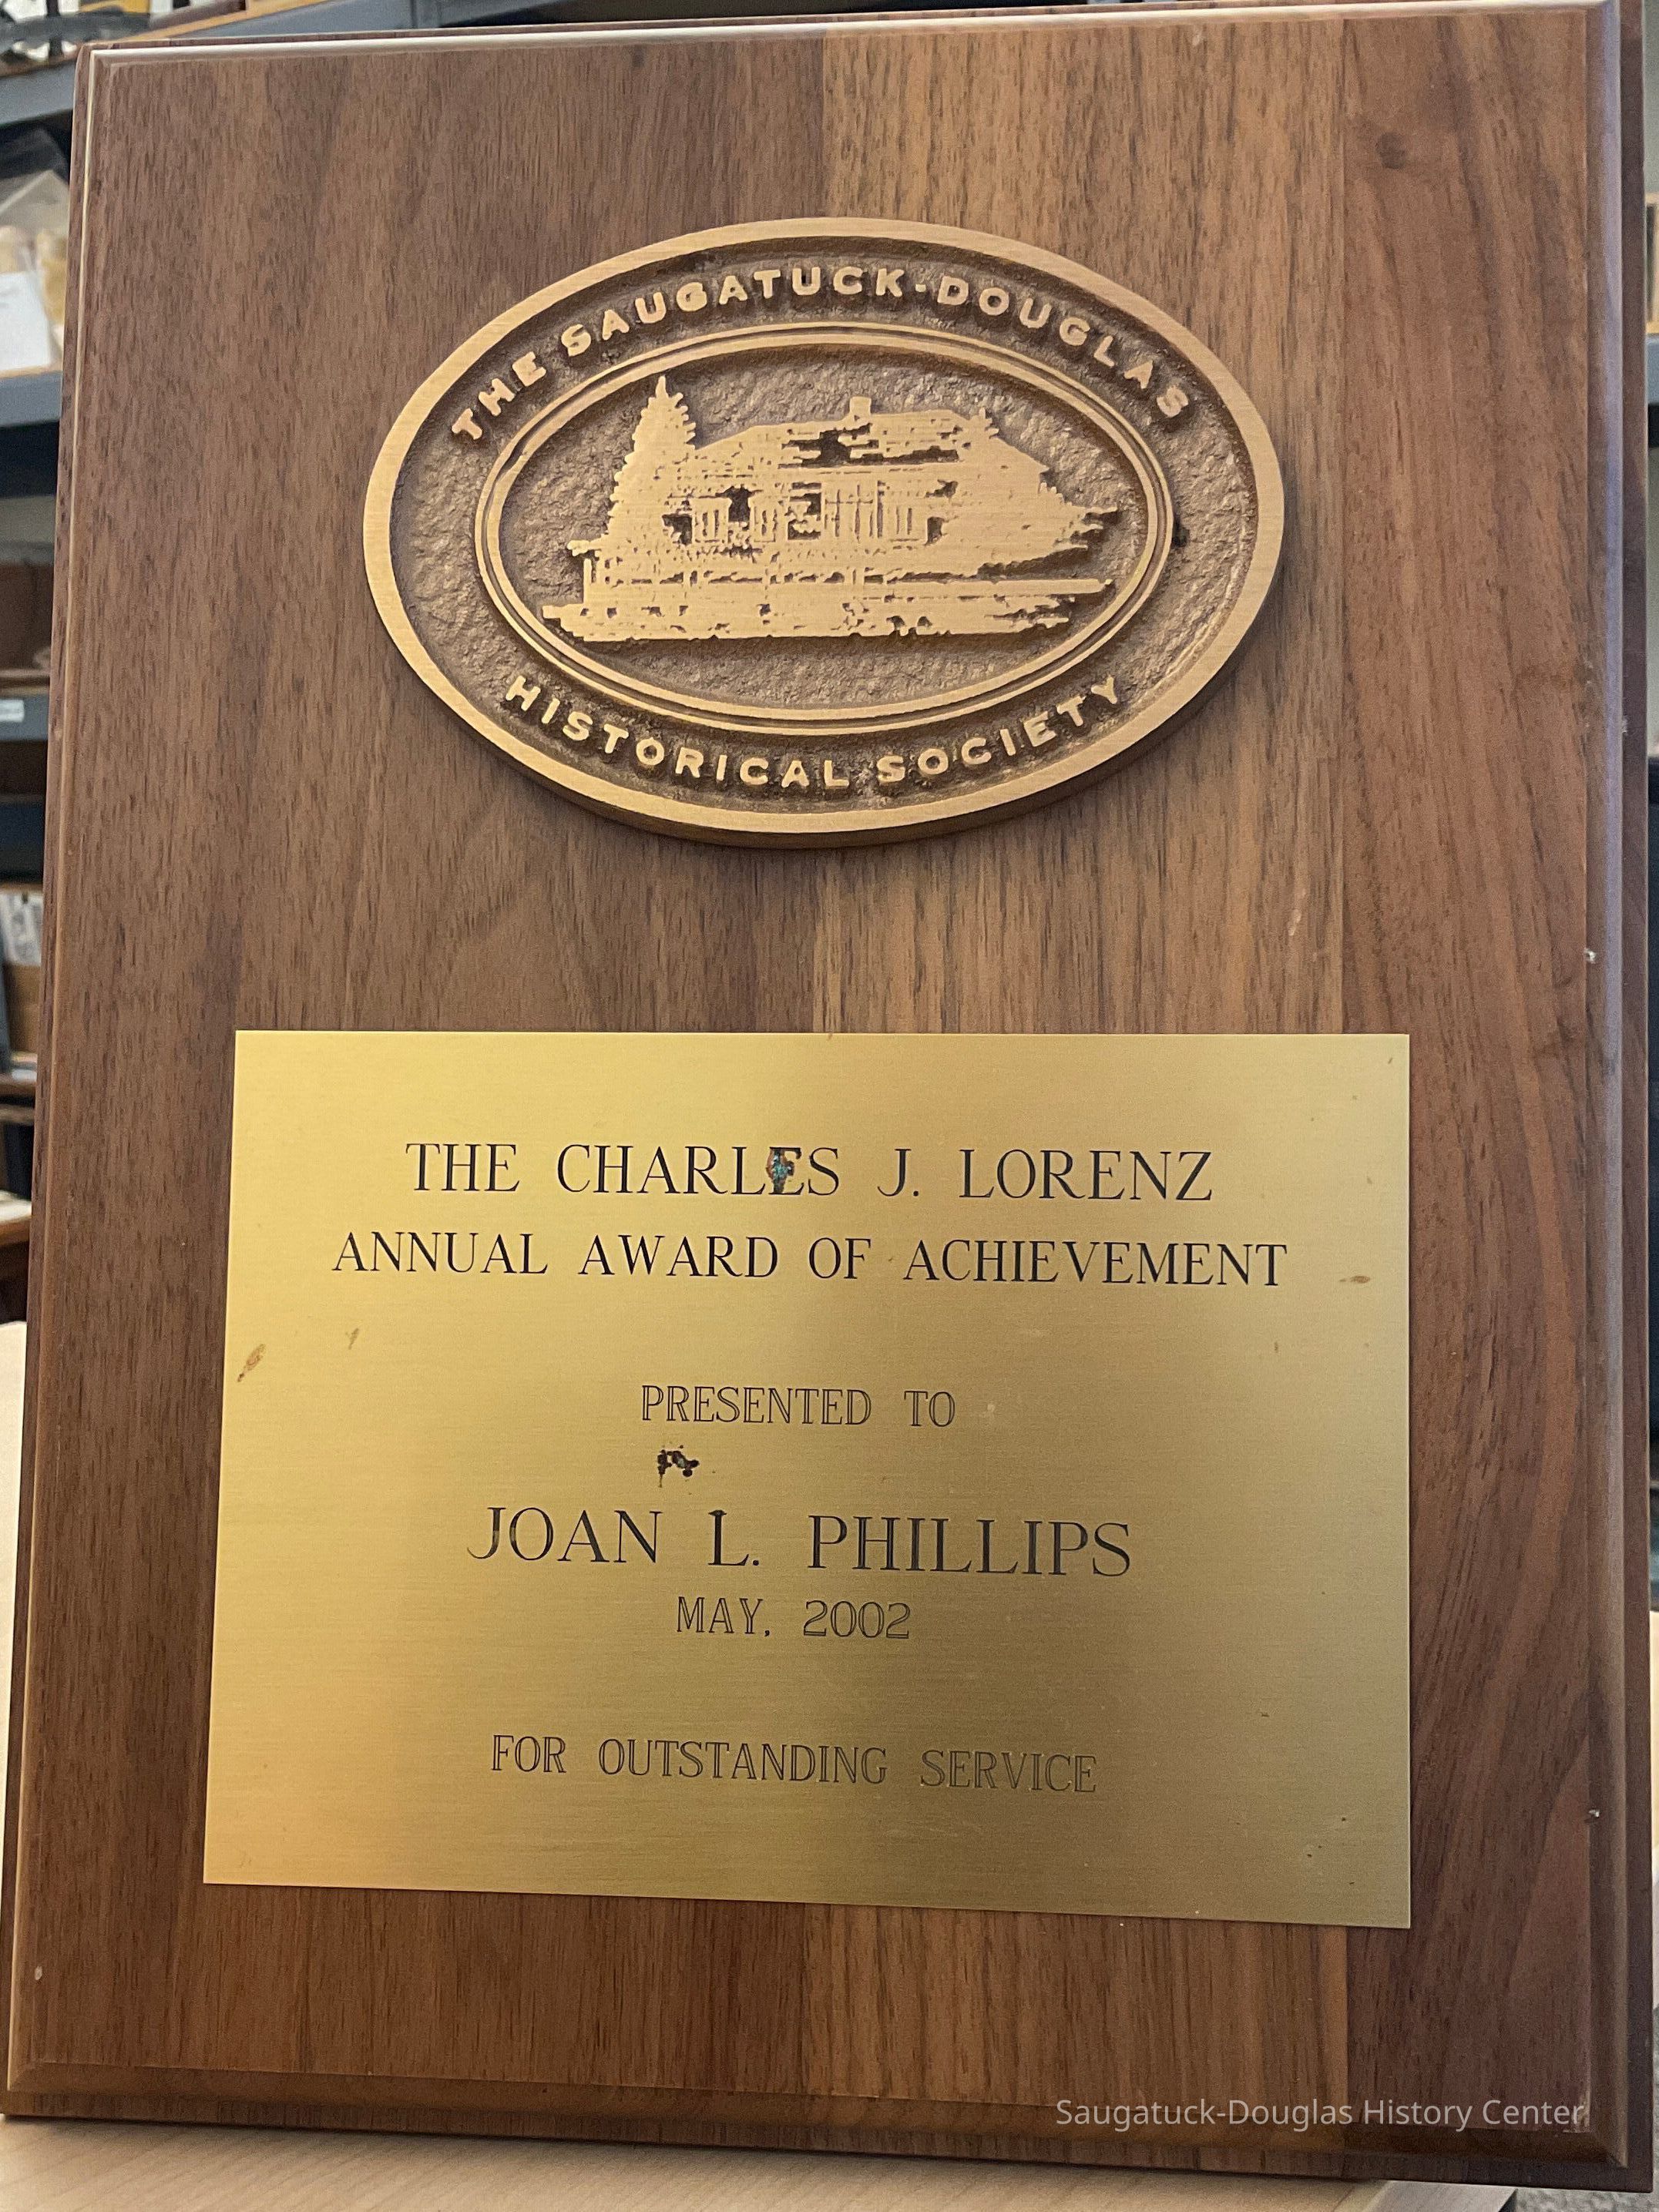 THE SAUGATUCK-DOUGLAS
HISTORICAL SOCIETY
THE CHARLES J. LORENZ
ANNUAL AWARD OF ACHIEVEMENT
PRESENTED TO
JOAN L. PHILLIPS
MAY, 2002
FOR OUTSTANDING SERVICE
Saugatuck-Douglas History Center